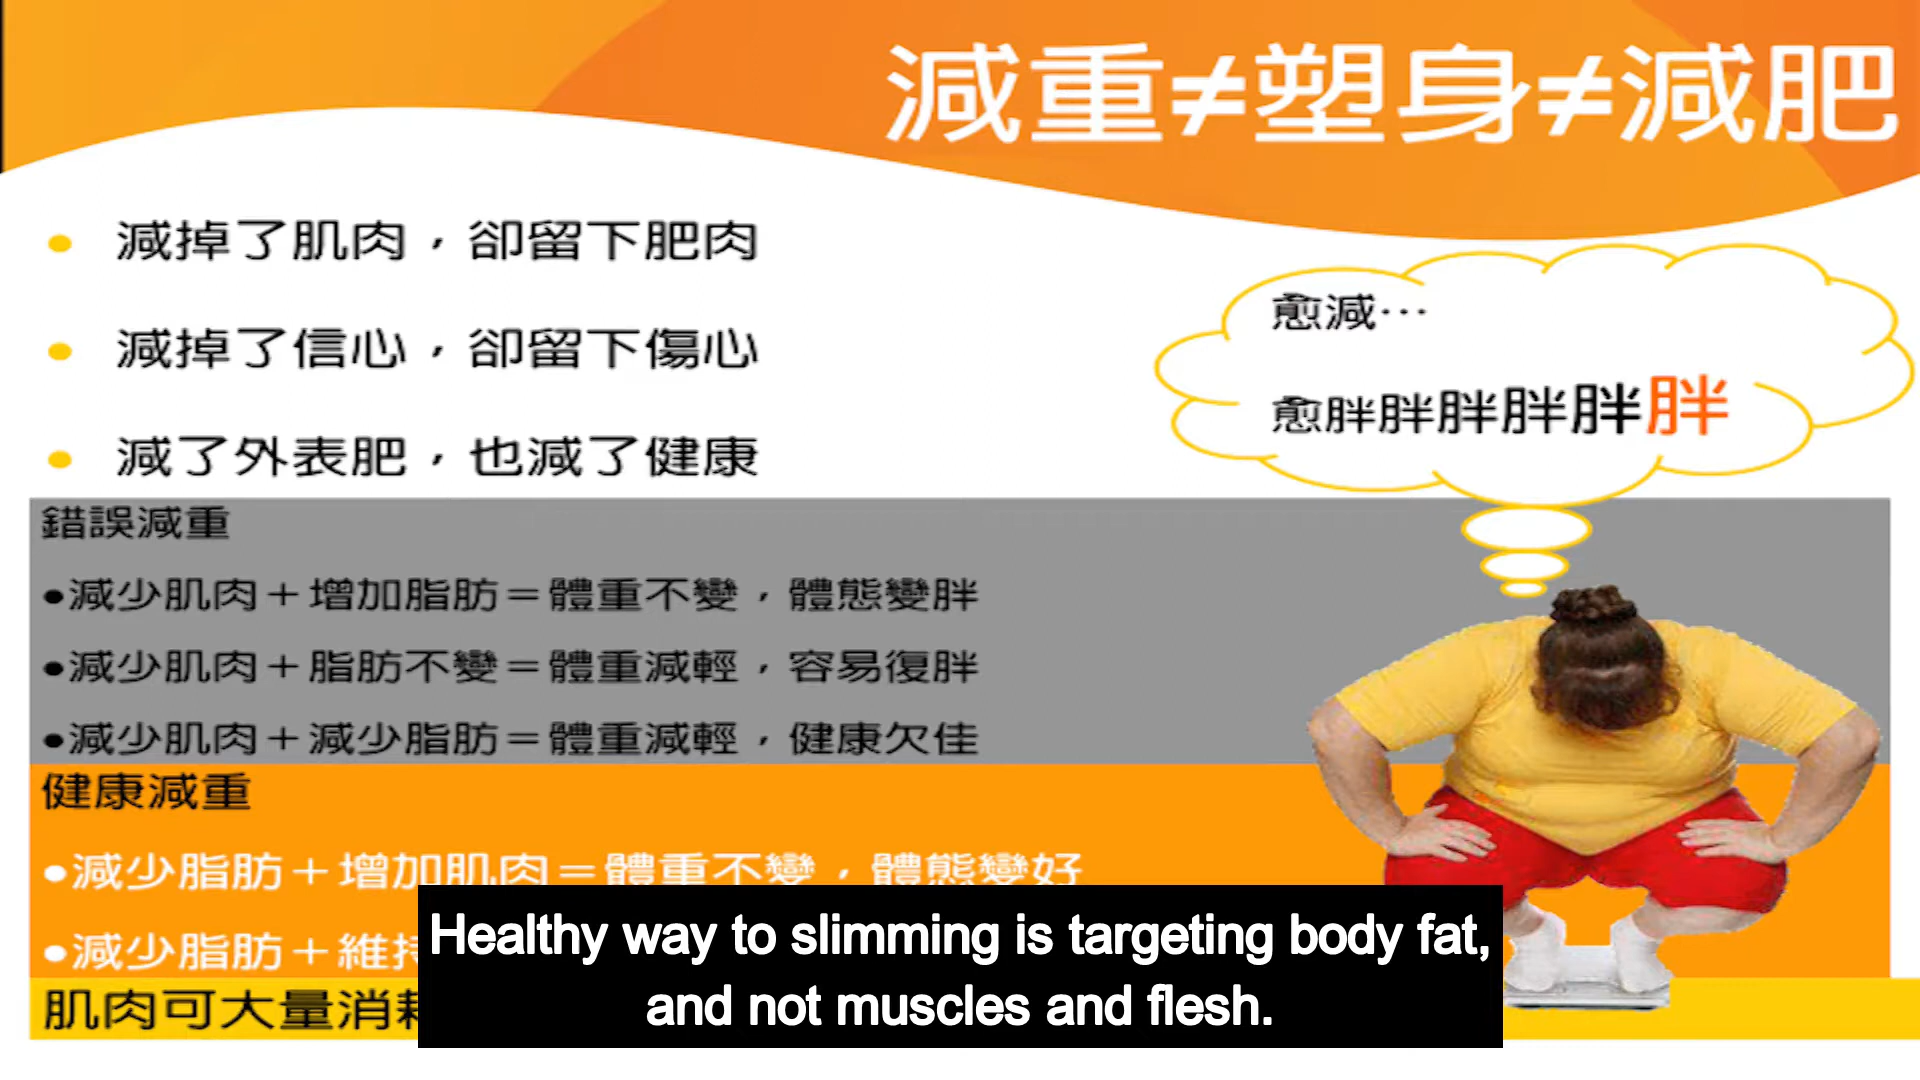 減重≠塑身≠減肥
減掉了肌肉，卻留下肥肉
減掉了信心，卻留下傷心
減了外表肥，也減了健康
愈減…
愈胖胖胖胖胖胖
錯誤減重
●減少肌肉＋增加脂肪＝體重不變，體態變胖
●減少肌肉＋脂肪不變＝體重減輕，容易復胖
●減少肌肉＋減少脂肪＝體重減輕，健康欠佳
健康減重
●減少脂肪＋增加肌肉＝體重不變，體態變好
●減少脂肪＋維持
肌肉可大量消耗
Healthy way to slimming is targeting body fat,
and not muscles and flesh.